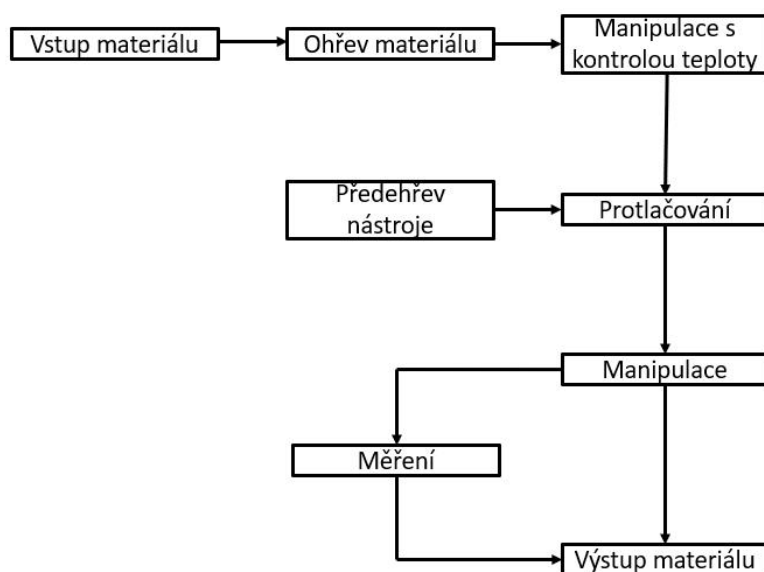 Vstup materiálu
Ohřev materiálu
Manipulace s
kontrolou teploty
Předehřev
nástroje
Protlačování
Manipulace
Měření
Výstup materiálu